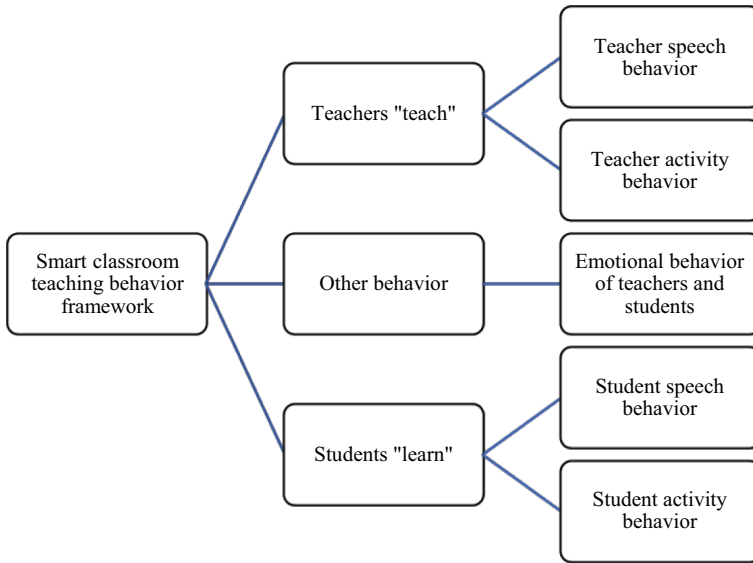 Smart classroom
teaching behavior
framework
Teachers "teach"
Teacher speech
behavior
Teacher activity
behavior
Other behavior
Emotional behavior
of teachers and
students
Students "learn"
Student speech
behavior
Student activity
behavior